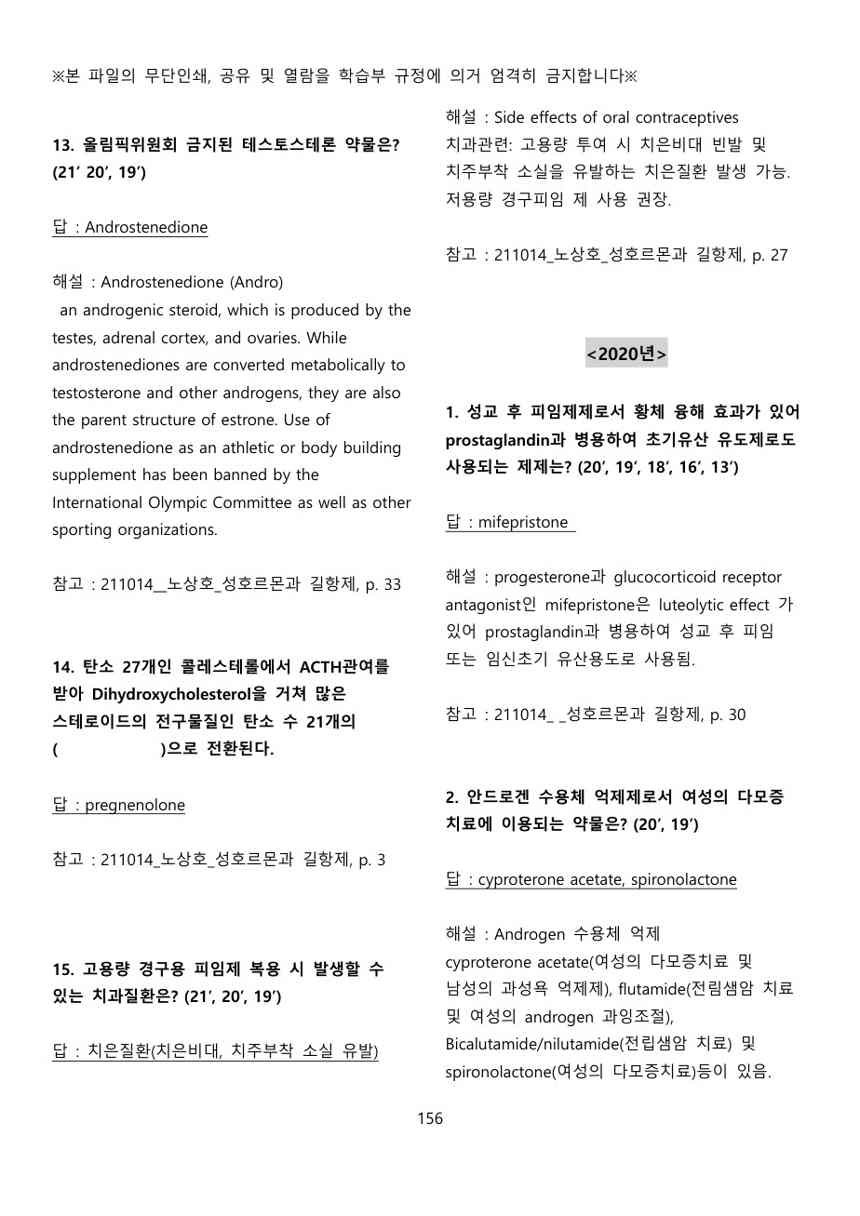 ※본 파일의 무단인쇄, 공유 및 열람을 학습부 규정에 의거 엄격히 금지합니다※
13. 올림픽위원회 금지된 테스토스테론 약물은?
(21’ 20’, 19’)
답 : Androstenedione
해설 : Androstenedione (Andro)
an androgenic steroid, which is produced by the
testes, adrenal cortex, and ovaries. While
androstenediones are converted metabolically to
testosterone and other androgens, they are also
the parent structure of estrone. Use of
androstenedione as an athletic or body building
supplement has been banned by the
International Olympic Committee as well as other
sporting organizations.
참고 : 211014__노상호_성호르몬과 길항제, p. 33
14. 탄소 27개인 콜레스테롤에서 ACTH관여를
받아 Dihydroxycholesterol을 거쳐 많은
스테로이드의 전구물질인 탄소 수 21개의
( )으로 전환된다.
답 : pregnenolone
참고 : 211014_노상호_성호르몬과 길항제, p. 3
15. 고용량 경구용 피임제 복용 시 발생할 수
있는 치과질환은? (21’, 20’, 19’)
답 : 치은질환(치은비대, 치주부착 소실 유발)
해설 : Side effects of oral contraceptives
치과관련: 고용량 투여 시 치은비대 빈발 및
치주부착 소실을 유발하는 치은질환 발생 가능.
저용량 경구피임 제 사용 권장.
참고 : 211014_노상호_성호르몬과 길항제, p. 27
<2020년>
1. 성교 후 피임제제로서 황체 융해 효과가 있어
prostaglandin과 병용하여 초기유산 유도제로도
사용되는 제제는? (20’, 19’, 18’, 16’, 13’)
답 : mifepristone
해설 : progesterone과 glucocorticoid receptor
antagonist인 mifepristone은 luteolytic effect 가
있어 prostaglandin과 병용하여 성교 후 피임
또는 임신초기 유산용도로 사용됨.
참고 : 211014_ _성호르몬과 길항제, p. 30
2. 안드로겐 수용체 억제제로서 여성의 다모증
치료에 이용되는 약물은? (20’, 19’)
답 : cyproterone acetate, spironolactone
해설 : Androgen 수용체 억제
cyproterone acetate(여성의 다모증치료 및
남성의 과성욕 억제제), flutamide(전림샘암 치료
및 여성의 androgen 과잉조절),
Bicalutamide/nilutamide(전립샘암 치료) 및
spironolactone(여성의 다모증치료)등이 있음.
156